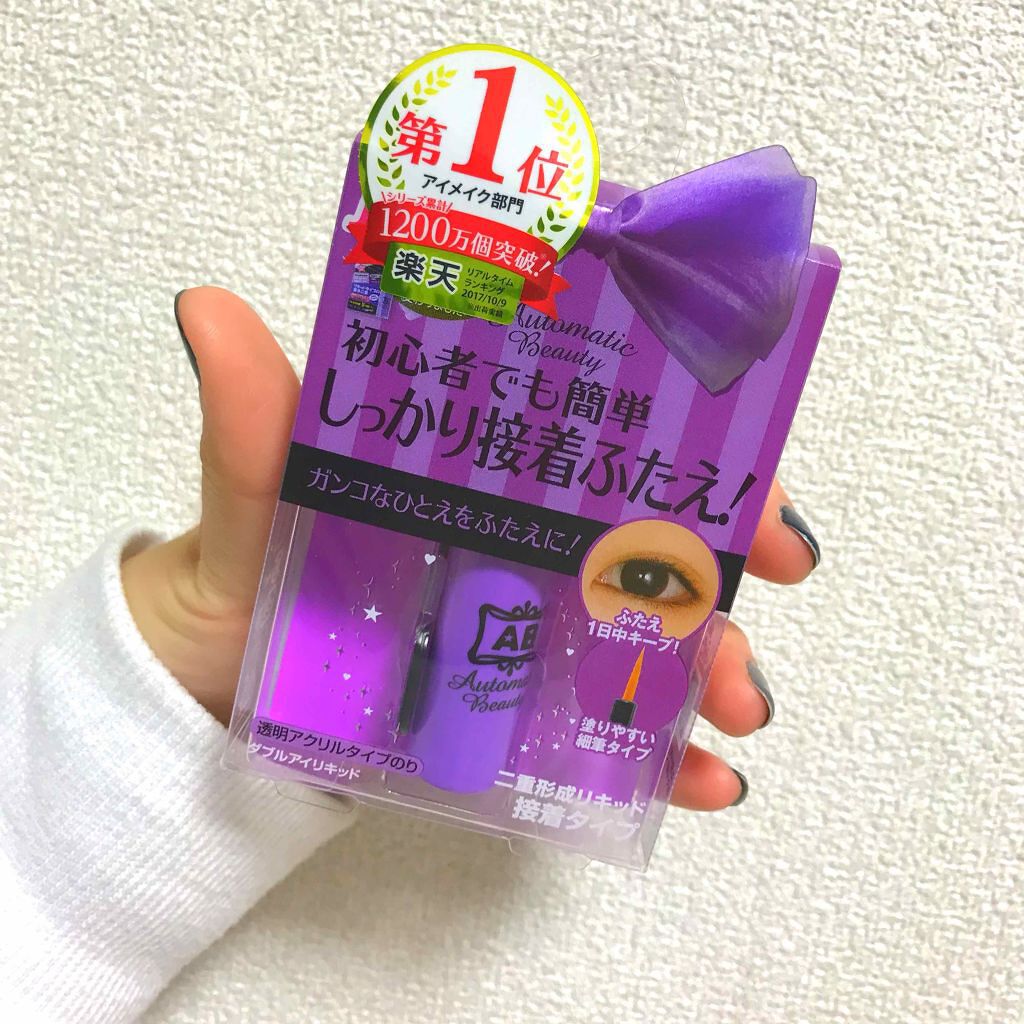 第1位
アイメイク部門
シリーズ累計
1200万個突破!
楽天
リアルタイム
ランキング
2017/10/9
※出荷実績
Automatic
Beauty
初心者でも簡単
しっかり接着ふたえ!
ガンコなひとえをふたえに!
ふたえ
1日中キープ!
AB
Automa
Beauty
塗りやすい
細筆タイプ
透明アクリルタイプのり
ダブルアイリキッド
二重形成リキッド
接着タイプ